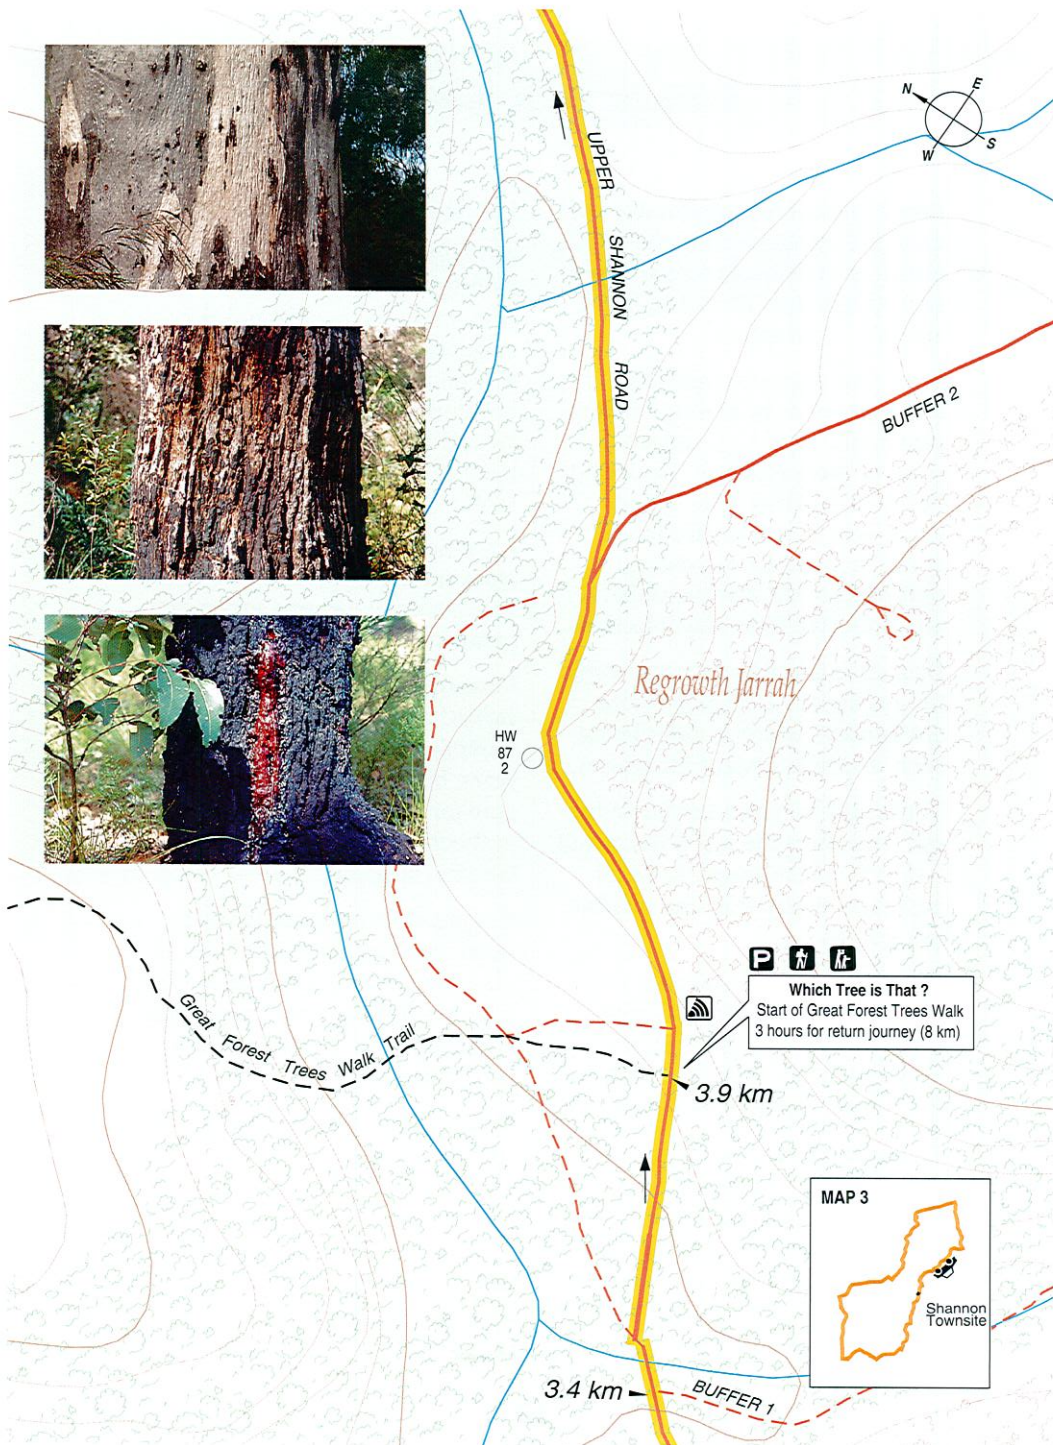 N
E
S
W
UPPER SHANNON ROAD
BUFFER 2
Regrowth Jarrah
HW
87
2
P
Which Tree is That ?
Start of Great Forest Trees Walk
3 hours for return journey (8 km)
Great Forest Trees Walk Trail
3.9 km
MAP 3
Shannon
Townsite
3.4 km
BUFFER 1